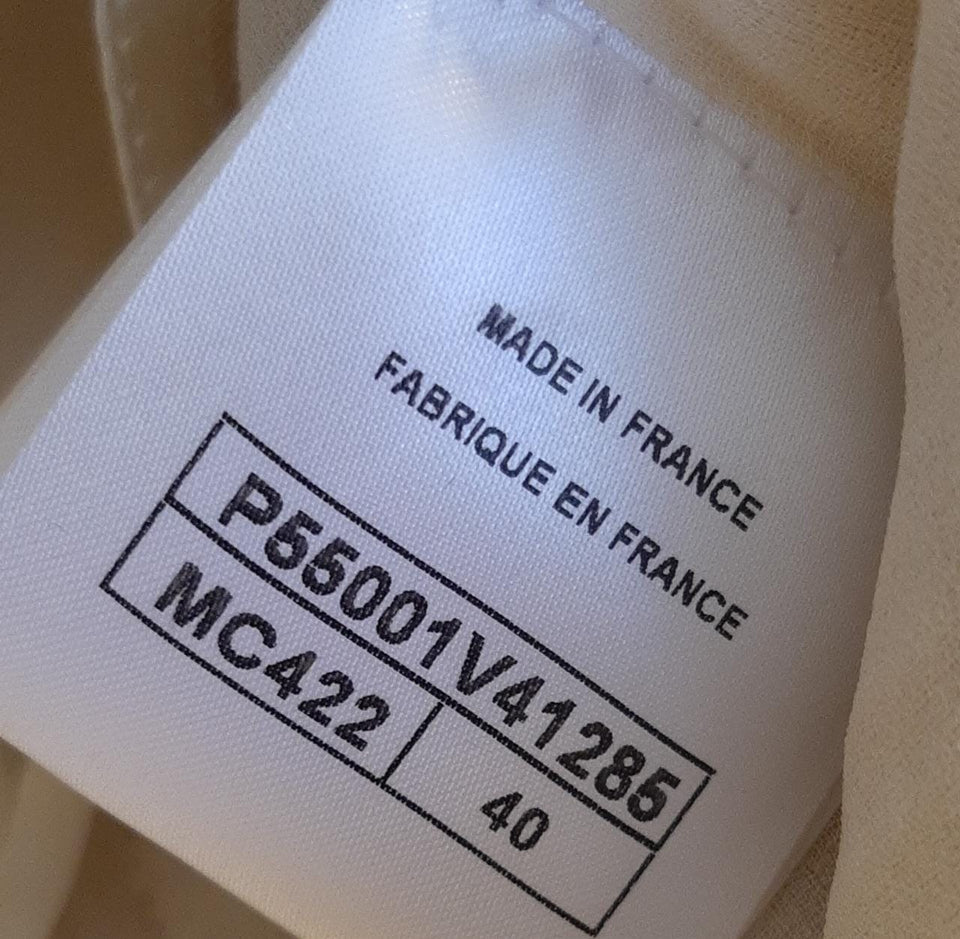 MADE IN FRANCE
FABRIQUE EN FRANCE
P55001V41285
MC422 40